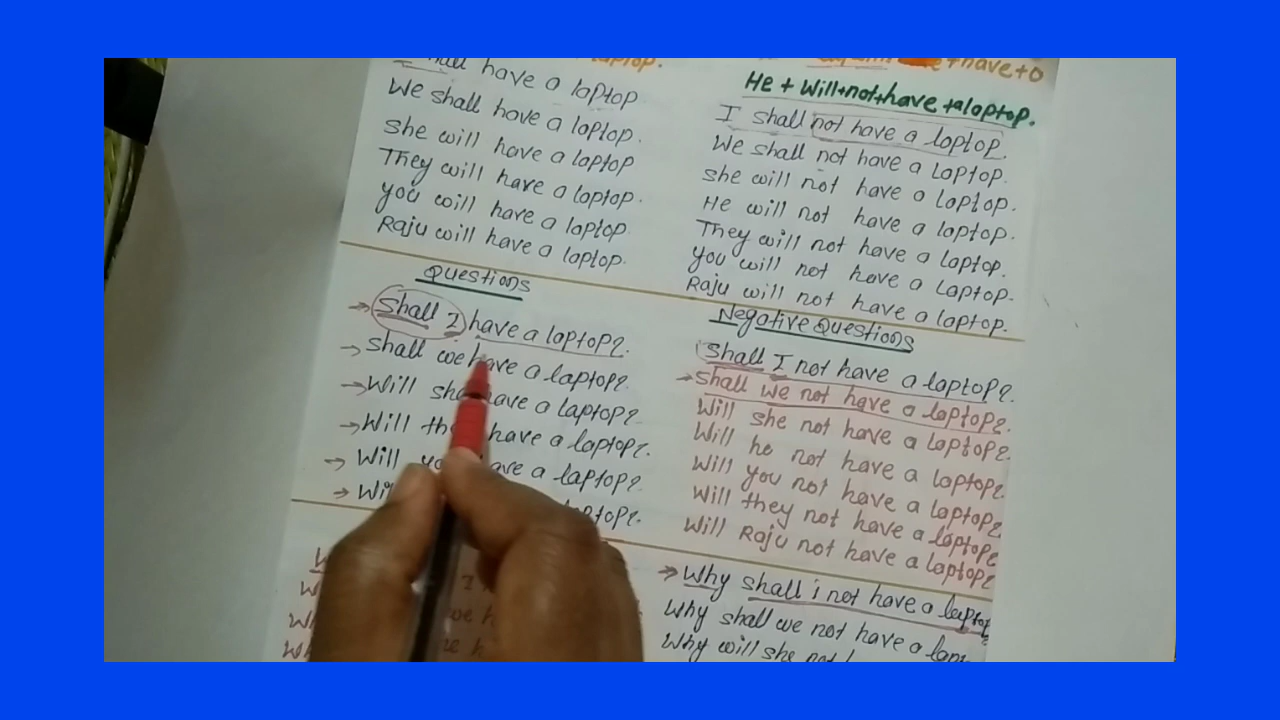 laptop.
have a laptop
We shall have a laptop.
She will have a laptop
They will have a laptop.
you will have a laptop
Raju will have a laptop.
+have+o
He + Will+not+have+a laptop.
I shall not have a laptop.
We shall not have a laptop.
She will not have a laptop.
He will not have a laptop.
They will not have a laptop.
you will not have a Laptop.
Raju will not have a laptop.
Questions
→ Shall I have a laptop?
→ Shall we have a laptop?
→ Will she have a laptop?
→ Will have a laptop?
→ Will have a laptop?
→
Negative Questions
Shall I not have a laptop?
→ Shall we not have a laptop?
Will she not have a laptop?
Will he not have a laptop?
Will you not have a laptop?
Will they not have a laptop?
Will Raju not have a laptop?
→ Why shall i not have a laptop
Why shall we not have a
Why will she not